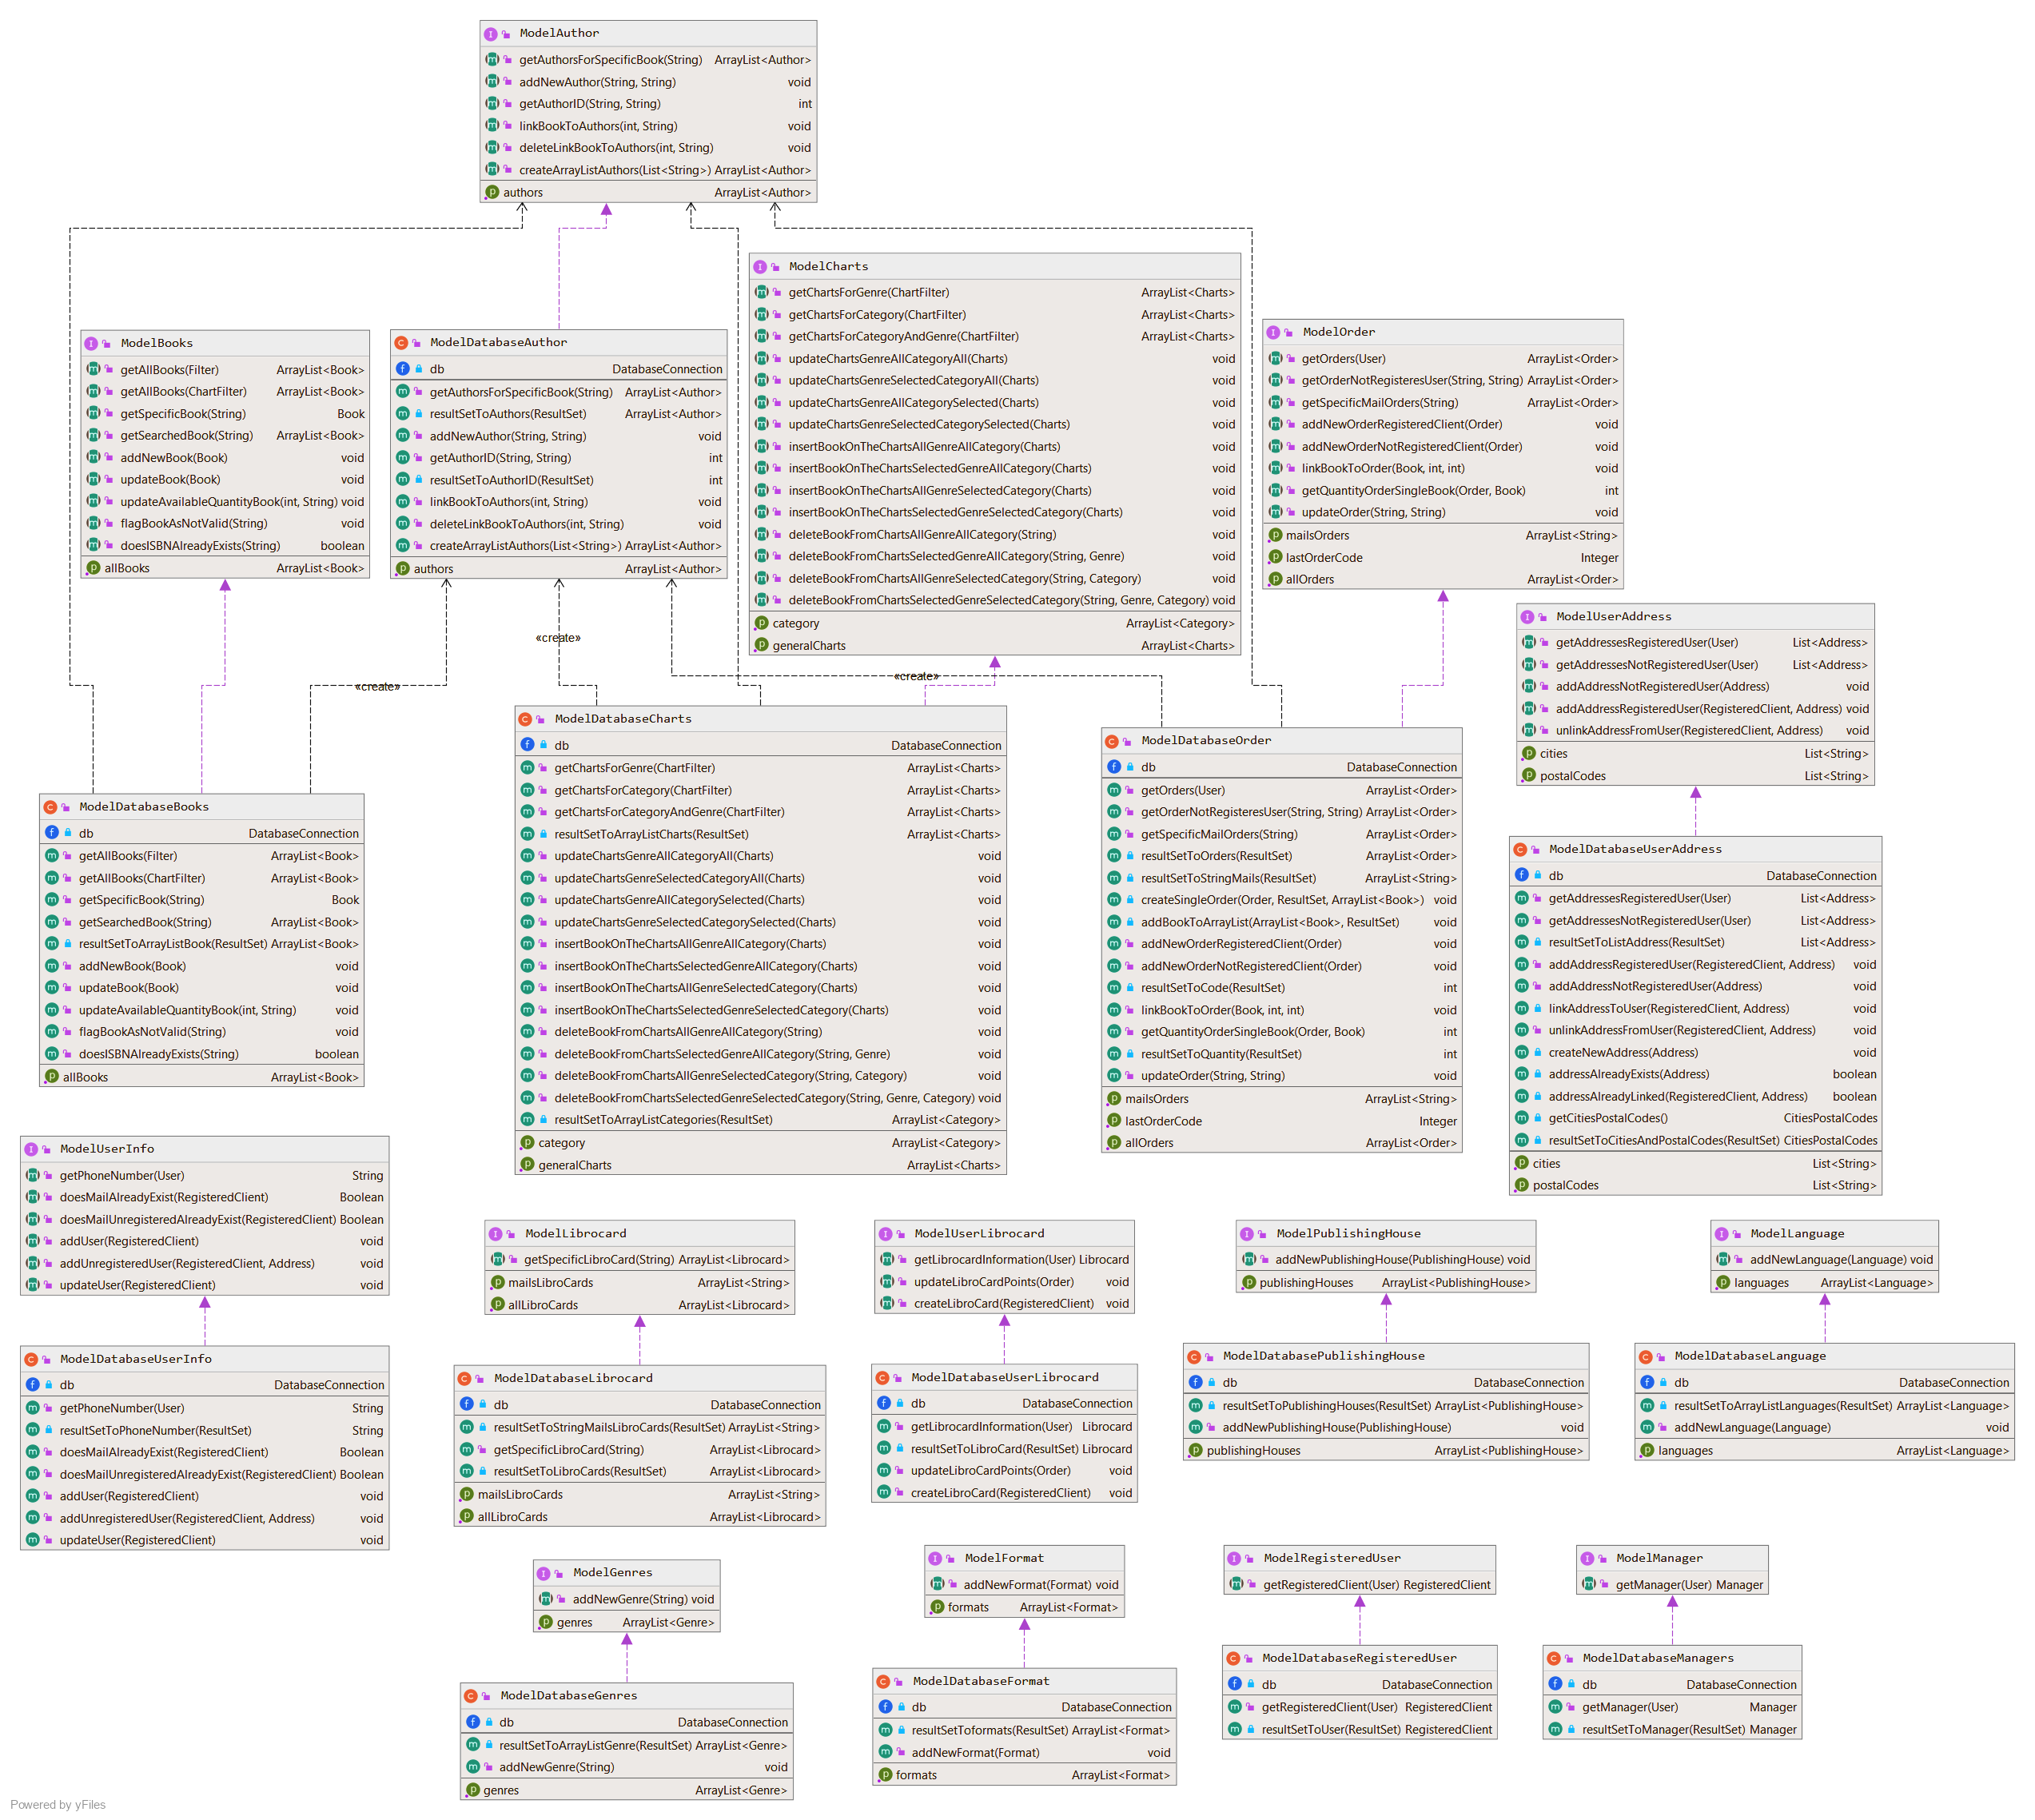 ModelAuthor
getAuthorsForSpecificBook(String) ArrayList<Author>
addNewAuthor(String, String) void
getAuthorID(String, String) int
linkBookToAuthors(int, String) void
deleteLinkBookToAuthors(int, String) void
createArrayListAuthors(List<String>) ArrayList<Author>
authors ArrayList<Author>
ModelCharts
getChartsForGenre(ChartFilter) ArrayList<Charts>
getChartsForCategory(ChartFilter) ArrayList<Charts>
getChartsForCategoryAndGenre(ChartFilter) ArrayList<Charts>
updateChartsGenreAllCategoryAll(Charts) void
updateChartsGenreSelectedCategoryAll(Charts) void
updateChartsGenreAllCategorySelected(Charts) void
updateChartsGenreSelectedCategorySelected(Charts) void
insertBookOnTheChartsAllGenreAllCategory(Charts) void
insertBookOnTheChartsSelectedGenreAllCategory(Charts) void
insertBookOnTheChartsAllGenreSelectedCategory(Charts) void
insertBookOnTheChartsSelectedGenreSelectedCategory(Charts) void
deleteBookFromChartsAllGenreAllCategory(String) void
deleteBookFromChartsSelectedGenreAllCategory(String, Genre) void
deleteBookFromChartsAllGenreSelectedCategory(String, Category) void
deleteBookFromChartsSelectedGenreSelectedCategory(String, Genre, Category) void
category ArrayList<Category>
generalCharts ArrayList<Charts>
ModelOrder
getOrders(User) ArrayList<Order>
getOrderNotRegisteresUser(String, String) ArrayList<Order>
getSpecificMailOrders(String) ArrayList<Order>
addNewOrderRegisteredClient(Order) void
addNewOrderNotRegisteredClient(Order) void
linkBookToOrder(Book, int, int) void
getQuantityOrderSingleBook(Order, Book) int
updateOrder(String, String) void
mailsOrders ArrayList<String>
lastOrderCode Integer
allOrders ArrayList<Order>
ModelBooks
getAllBooks(Filter) ArrayList<Book>
getAllBooks(ChartFilter) ArrayList<Book>
getSpecificBook(String) Book
getSearchedBook(String) ArrayList<Book>
addNewBook(Book) void
updateBook(Book) void
updateAvailableQuantityBook(int, String) void
flagBookAsNotValid(String) void
doesISBNAlreadyExists(String) boolean
allBooks ArrayList<Book>
ModelDatabaseAuthor
db DatabaseConnection
getAuthorsForSpecificBook(String) ArrayList<Author>
resultSetToAuthors(ResultSet) ArrayList<Author>
addNewAuthor(String, String) void
getAuthorID(String, String) int
resultSetToAuthorID(ResultSet) int
linkBookToAuthors(int, String) void
deleteLinkBookToAuthors(int, String) void
createArrayListAuthors(List<String>) ArrayList<Author>
authors ArrayList<Author>
«create»
«create»
«create»
ModelUserAddress
getAddressesRegisteredUser(User) List<Address>
getAddressesNotRegisteredUser(User) List<Address>
addAddressNotRegisteredUser(Address) void
addAddressRegisteredUser(RegisteredClient, Address) void
unlinkAddressFromUser(RegisteredClient, Address) void
cities List<String>
postalCodes List<String>
ModelDatabaseBooks
db DatabaseConnection
getAllBooks(Filter) ArrayList<Book>
getAllBooks(ChartFilter) ArrayList<Book>
getSpecificBook(String) Book
getSearchedBook(String) ArrayList<Book>
resultSetToArrayListBook(ResultSet) ArrayList<Book>
addNewBook(Book) void
updateBook(Book) void
updateAvailableQuantityBook(int, String) void
flagBookAsNotValid(String) void
doesISBNAlreadyExists(String) boolean
allBooks ArrayList<Book>
ModelDatabaseCharts
db DatabaseConnection
getChartsForGenre(ChartFilter) ArrayList<Charts>
getChartsForCategory(ChartFilter) ArrayList<Charts>
getChartsForCategoryAndGenre(ChartFilter) ArrayList<Charts>
resultSetToArrayListCharts(ResultSet) ArrayList<Charts>
updateChartsGenreAllCategoryAll(Charts) void
updateChartsGenreSelectedCategoryAll(Charts) void
updateChartsGenreAllCategorySelected(Charts) void
updateChartsGenreSelectedCategorySelected(Charts) void
insertBookOnTheChartsAllGenreAllCategory(Charts) void
insertBookOnTheChartsSelectedGenreAllCategory(Charts) void
insertBookOnTheChartsAllGenreSelectedCategory(Charts) void
insertBookOnTheChartsSelectedGenreSelectedCategory(Charts) void
deleteBookFromChartsAllGenreAllCategory(String) void
deleteBookFromChartsSelectedGenreAllCategory(String, Genre) void
deleteBookFromChartsAllGenreSelectedCategory(String, Category) void
deleteBookFromChartsSelectedGenreSelectedCategory(String, Genre, Category) void
resultSetToArrayListCategories(ResultSet) ArrayList<Category>
category ArrayList<Category>
generalCharts ArrayList<Charts>
ModelDatabaseOrder
db DatabaseConnection
getOrders(User) ArrayList<Order>
getOrderNotRegisteresUser(String, String) ArrayList<Order>
getSpecificMailOrders(String) ArrayList<Order>
resultSetToOrders(ResultSet) ArrayList<Order>
resultSetToStringMails(ResultSet) ArrayList<String>
createSingleOrder(Order, ResultSet, ArrayList<Book>) void
addBookToArrayList(ArrayList<Book>, ResultSet) void
addNewOrderRegisteredClient(Order) void
addNewOrderNotRegisteredClient(Order) void
resultSetToCode(ResultSet) int
linkBookToOrder(Book, int, int) void
getQuantityOrderSingleBook(Order, Book) int
resultSetToQuantity(ResultSet) int
updateOrder(String, String) void
mailsOrders ArrayList<String>
lastOrderCode Integer
allOrders ArrayList<Order>
ModelDatabaseUserAddress
db DatabaseConnection
getAddressesRegisteredUser(User) List<Address>
getAddressesNotRegisteredUser(User) List<Address>
resultSetToListAddress(ResultSet) List<Address>
addAddressRegisteredUser(RegisteredClient, Address) void
addAddressNotRegisteredUser(Address) void
linkAddressToUser(RegisteredClient, Address) void
unlinkAddressFromUser(RegisteredClient, Address) void
createNewAddress(Address) void
addressAlreadyExists(Address) boolean
addressAlreadyLinked(RegisteredClient, Address) boolean
getCitiesPostalCodes() CitiesPostalCodes
resultSetToCitiesAndPostalCodes(ResultSet) CitiesPostalCodes
cities List<String>
postalCodes List<String>
ModelUserInfo
getPhoneNumber(User) String
doesMailAlreadyExist(RegisteredClient) Boolean
doesMailUnregisteredAlreadyExist(RegisteredClient) Boolean
addUser(RegisteredClient) void
addUnregisteredUser(RegisteredClient, Address) void
updateUser(RegisteredClient) void
ModelLibrocard
getSpecificLibroCard(String) ArrayList<Librocard>
mailsLibroCards ArrayList<String>
allLibroCards ArrayList<Librocard>
ModelUserLibrocard
getLibrocardInformation(User) Librocard
updateLibroCardPoints(Order) void
createLibroCard(RegisteredClient) void
ModelPublishingHouse
addNewPublishingHouse(PublishingHouse) void
publishingHouses ArrayList<PublishingHouse>
ModelLanguage
addNewLanguage(Language) void
languages ArrayList<Language>
ModelDatabaseUserInfo
db DatabaseConnection
getPhoneNumber(User) String
resultSetToPhoneNumber(ResultSet) String
doesMailAlreadyExist(RegisteredClient) Boolean
doesMailUnregisteredAlreadyExist(RegisteredClient) Boolean
addUser(RegisteredClient) void
addUnregisteredUser(RegisteredClient, Address) void
updateUser(RegisteredClient) void
ModelDatabaseLibrocard
db DatabaseConnection
resultSetToStringMailsLibroCards(ResultSet) ArrayList<String>
getSpecificLibroCard(String) ArrayList<Librocard>
resultSetToLibroCards(ResultSet) ArrayList<Librocard>
mailsLibroCards ArrayList<String>
allLibroCards ArrayList<Librocard>
ModelDatabaseUserLibrocard
db DatabaseConnection
getLibrocardInformation(User) Librocard
resultSetToLibroCard(ResultSet) Librocard
updateLibroCardPoints(Order) void
createLibroCard(RegisteredClient) void
ModelDatabasePublishingHouse
db DatabaseConnection
resultSetToPublishingHouses(ResultSet) ArrayList<PublishingHouse>
addNewPublishingHouse(PublishingHouse) void
publishingHouses ArrayList<PublishingHouse>
ModelDatabaseLanguage
db DatabaseConnection
resultSetToArrayListLanguages(ResultSet) ArrayList<Language>
addNewLanguage(Language) void
languages ArrayList<Language>
ModelGenres
addNewGenre(String) void
genres ArrayList<Genre>
ModelFormat
addNewFormat(Format) void
formats ArrayList<Format>
ModelRegisteredUser
getRegisteredClient(User) RegisteredClient
ModelManager
getManager(User) Manager
ModelDatabaseGenres
db DatabaseConnection
resultSetToArrayListGenre(ResultSet) ArrayList<Genre>
addNewGenre(String) void
genres ArrayList<Genre>
ModelDatabaseFormat
db DatabaseConnection
resultSetToformats(ResultSet) ArrayList<Format>
addNewFormat(Format) void
formats ArrayList<Format>
ModelDatabaseRegisteredUser
db DatabaseConnection
getRegisteredClient(User) RegisteredClient
resultSetToUser(ResultSet) RegisteredClient
ModelDatabaseManagers
db DatabaseConnection
getManager(User) Manager
resultSetToManager(ResultSet) Manager
Powered by yFiles